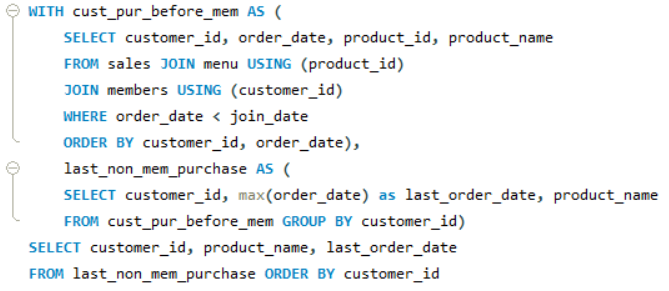 WITH cust_pur_before_mem AS (
SELECT customer_id, order_date, product_id, product_name
FROM sales JOIN menu USING (product_id)
JOIN members USING (customer_id)
WHERE order_date < join_date
ORDER BY customer_id, order_date),
last_non_mem_purchase AS (
SELECT customer_id, max(order_date) as last_order_date, product_name
FROM cust_pur_before_mem GROUP BY customer_id)
SELECT customer_id, product_name, last_order_date
FROM last_non_mem_purchase ORDER BY customer_id